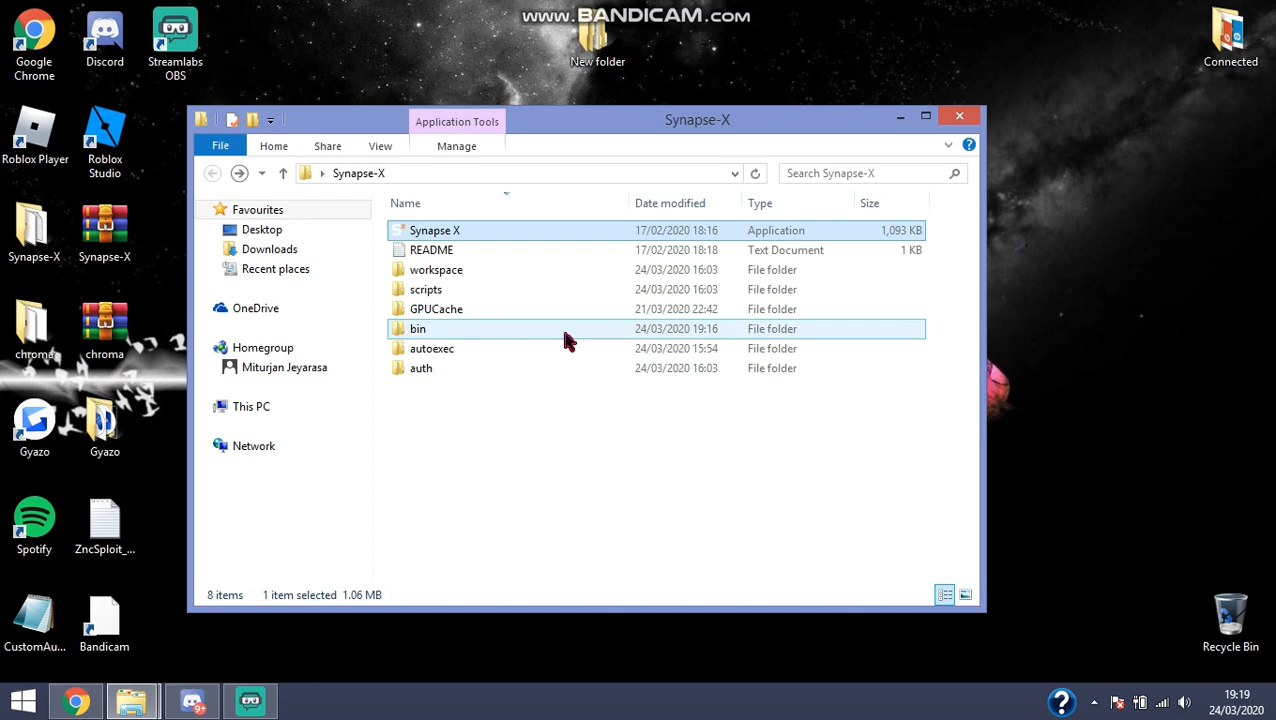 www.BANDICAM.com
Google Chrome
Discord
Streamlabs OBS
New folder
Connected
Roblox Player
Roblox Studio
Synapse-X
Synapse-X
chroma
chroma
Gyazo
Gyazo
Spotify
ZncSploit_...
CustomAu...
Bandicam
Recycle Bin
Application Tools
Synapse-X
File
Home
Share
View
Manage
Synapse-X
Search Synapse-X
Favourites
Desktop
Downloads
Recent places
OneDrive
Homegroup
Miturjan Jeyarasa
This PC
Network
Name Date modified Type Size
Synapse X 17/02/2020 18:16 Application 1,093 KB
README 17/02/2020 18:18 Text Document 1 KB
workspace 24/03/2020 16:03 File folder
scripts 24/03/2020 16:03 File folder
GPUCache 21/03/2020 22:42 File folder
bin 24/03/2020 19:16 File folder
autoexec 24/03/2020 15:54 File folder
auth 24/03/2020 16:03 File folder
8 items 1 item selected 1.06 MB
9+
19:19
24/03/2020